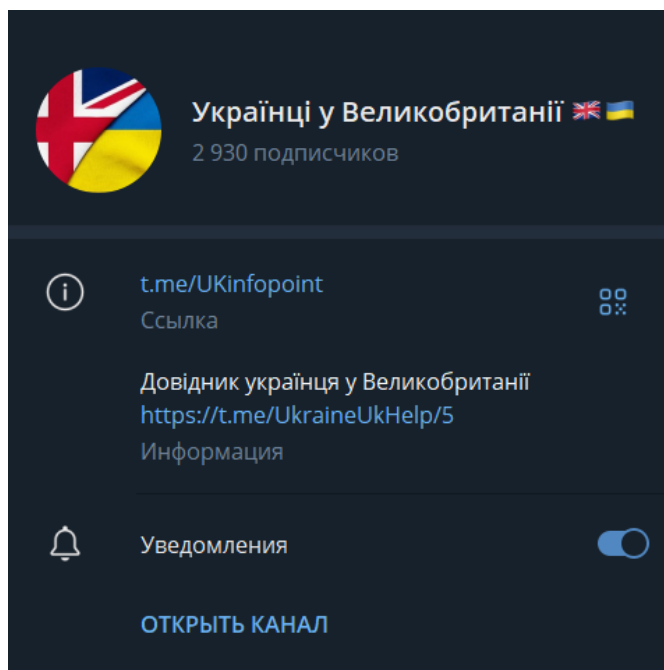 Українці у Великобританії 🇬🇧🇺🇦
2 930 подписчиков
t.me/UKinfopoint
Ссылка
Довідник українця у Великобританії
https://t.me/UkraineUkHelp/5
Информация
Уведомления
ОТКРЫТЬ КАНАЛ